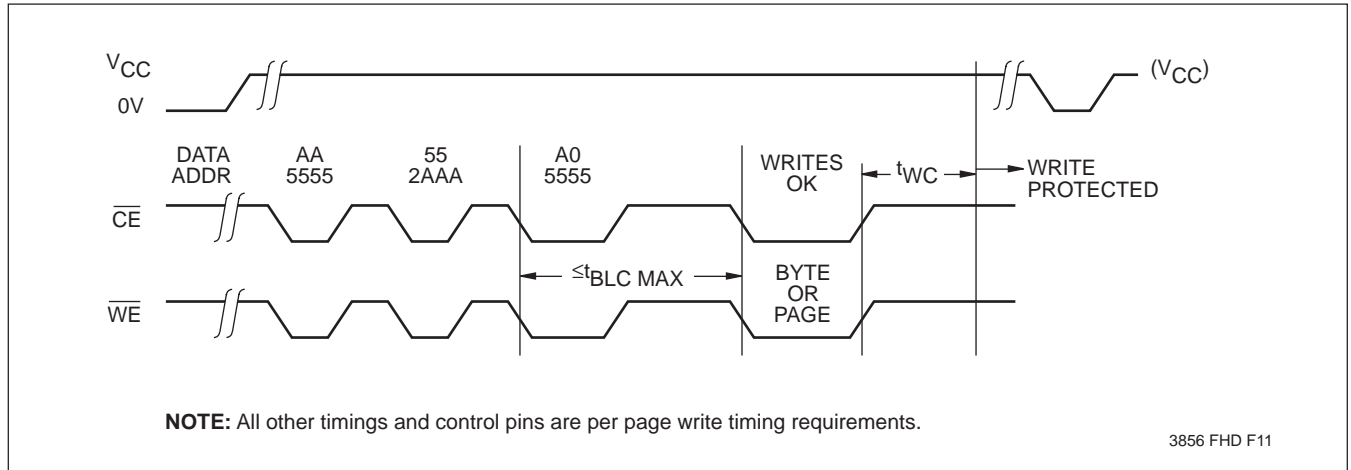 VCC
(VCC)
0V
DATA AA 55 A0
ADDR 5555 2AAA 5555
WRITES
OK
tWC
WRITE
PROTECTED
CE
≤tBLC MAX
BYTE
OR
PAGE
WE
NOTE: All other timings and control pins are per page write timing requirements.
3856 FHD F11